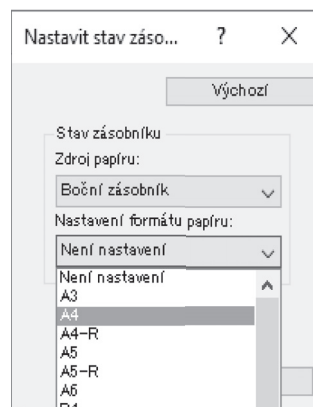 Nastavit stav záso... ? ×
Výchozí
Stav zásobníku
Zdroj papíru:
Boční zásobník
Nastavení formátu papíru:
Není nastavení
Není nastavení
A3
A4
A4-R
A5
A5-R
A6